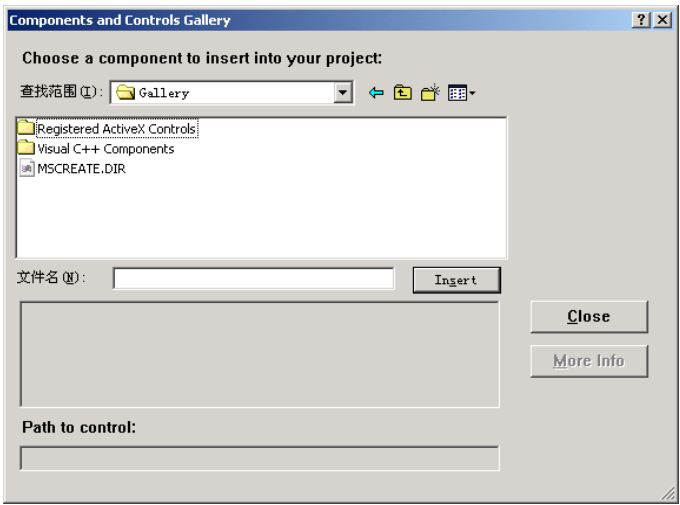 Components and Controls Gallery
Choose a component to insert into your project:
查找范围(I): Gallery
Registered ActiveX Controls
Visual C++ Components
MSCREATE.DIR
文件名(N): Insert
Close
More Info
Path to control: